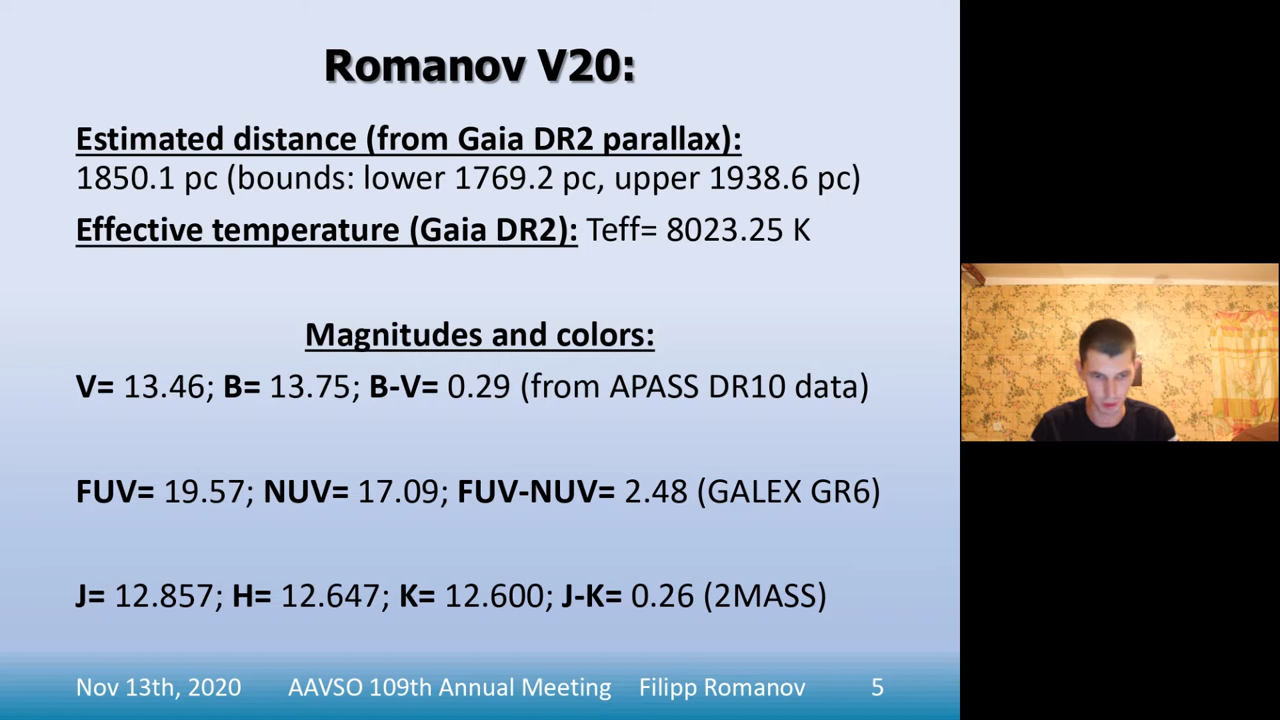 Romanov V20:
Estimated distance (from Gaia DR2 parallax):
1850.1 pc (bounds: lower 1769.2 pc, upper 1938.6 pc)
Effective temperature (Gaia DR2): Teff= 8023.25 K
Magnitudes and colors:
V= 13.46; B= 13.75; B-V= 0.29 (from APASS DR10 data)
FUV= 19.57; NUV= 17.09; FUV-NUV= 2.48 (GALEX GR6)
J= 12.857; H= 12.647; K= 12.600; J-K= 0.26 (2MASS)
Nov 13th, 2020 AAVSO 109th Annual Meeting Filipp Romanov 5